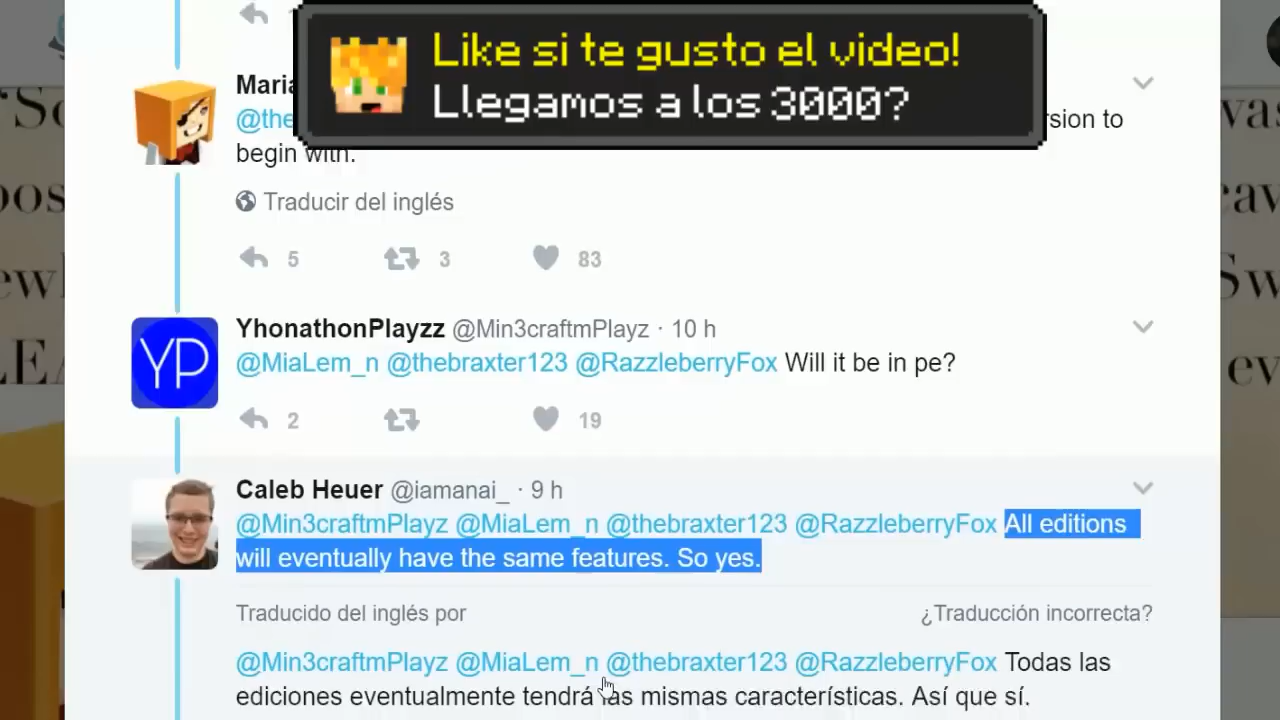 Like si te gusto el video!
Llegamos a los 3000?
Maria
@the
sion to
begin with.
Traducir del inglés
5 3 83
YhonathonPlayzz @Min3craftmPlayz · 10 h
@MiaLem_n @thebraxter123 @RazzleberryFox Will it be in pe?
2 19
YP
Caleb Heuer @iamanai_ · 9 h
@Min3craftmPlayz @MiaLem_n @thebraxter123 @RazzleberryFox All editions
will eventually have the same features. So yes.
Traducido del inglés por ¿Traducción incorrecta?
@Min3craftmPlayz @MiaLem_n @thebraxter123 @RazzleberryFox Todas las
ediciones eventualmente tendrá las mismas características. Así que sí.